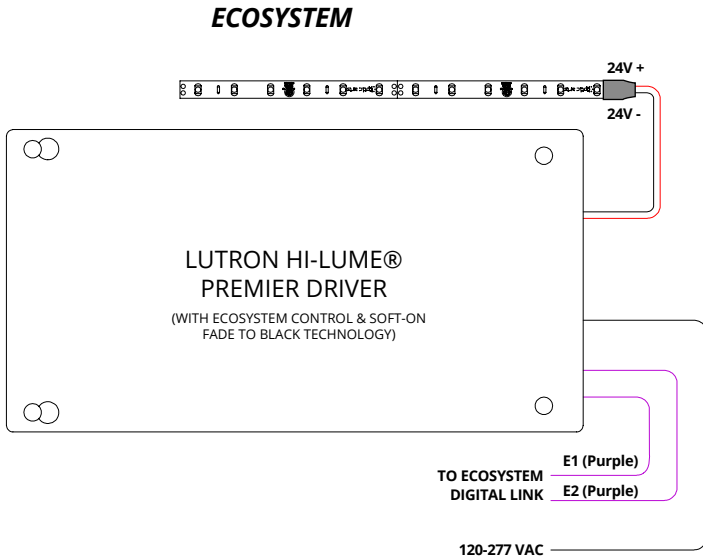 ECOSYSTEM
24V +
24V -
LUTRON HI-LUME®
PREMIER DRIVER
(WITH ECOSYSTEM CONTROL & SOFT-ON
FADE TO BLACK TECHNOLOGY)
E1 (Purple)
TO ECOSYSTEM
DIGITAL LINK
E2 (Purple)
120-277 VAC